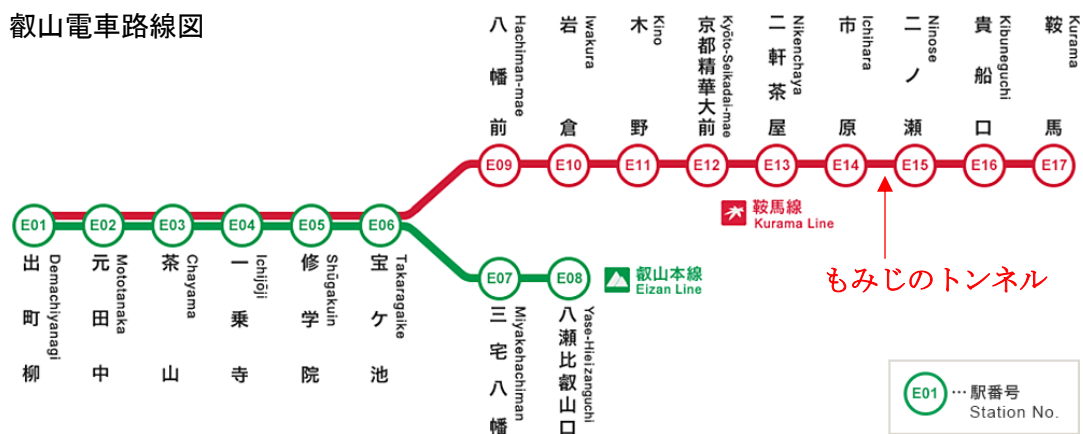 叡山電車路線図
八幡前
Hachiman-mae
岩倉
Iwakura
木野
Kino
京都精華大前
Kyōto-Seikadai-mae
二軒茶屋
Nikenchaya
市原
Ichihara
二ノ瀬
Ninose
貴船口
Kibuneguchi
鞍馬
Kurama
E09
E10
E11
E12
E13
E14
E15
E16
E17
鞍馬線
Kurama Line
もみじのトンネル
E01
E02
E03
E04
E05
E06
出町柳
Demachiyanagi
元田中
Mototanaka
茶山
Chayama
一乗寺
Ichijōji
修学院
Shūgakuin
宝ケ池
Takaragaike
E07
E08
叡山本線
Eizan Line
三宅八幡
Miyakehachiman
八瀬比叡山口
Yase-Hieizanguchi
E01 … 駅番号
Station No.